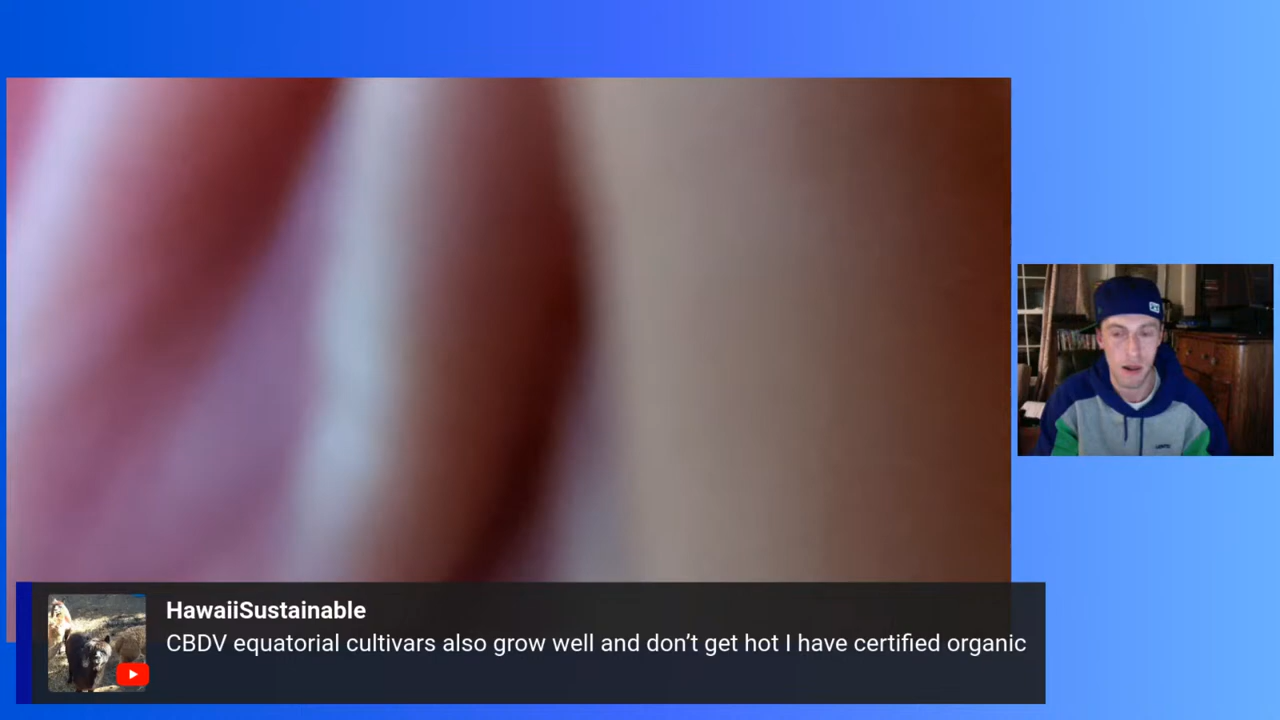 HawaiiSustainable
CBDV equatorial cultivars also grow well and don’t get hot I have certified organic